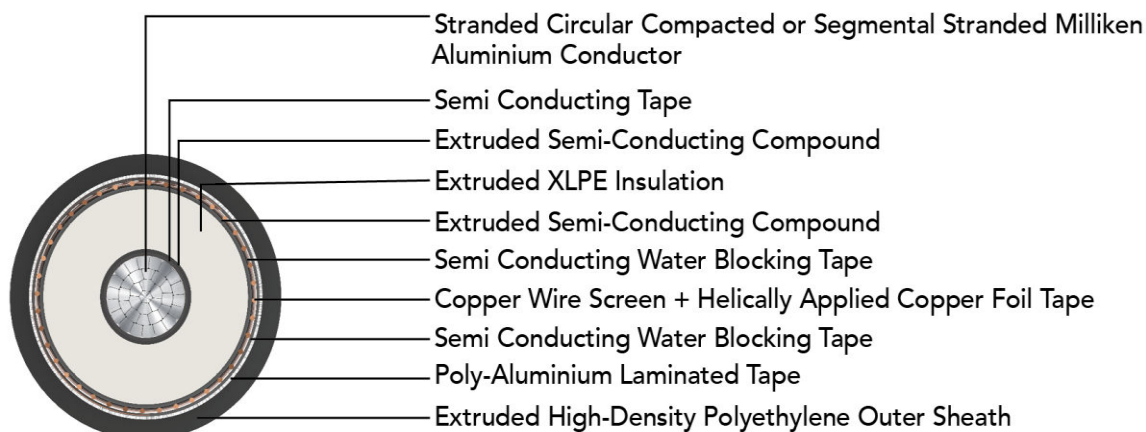 Stranded Circular Compacted or Segmental Stranded Milliken
Aluminium Conductor
Semi Conducting Tape
Extruded Semi-Conducting Compound
Extruded XLPE Insulation
Extruded Semi-Conducting Compound
Semi Conducting Water Blocking Tape
Copper Wire Screen + Helically Applied Copper Foil Tape
Semi Conducting Water Blocking Tape
Poly-Aluminium Laminated Tape
Extruded High-Density Polyethylene Outer Sheath